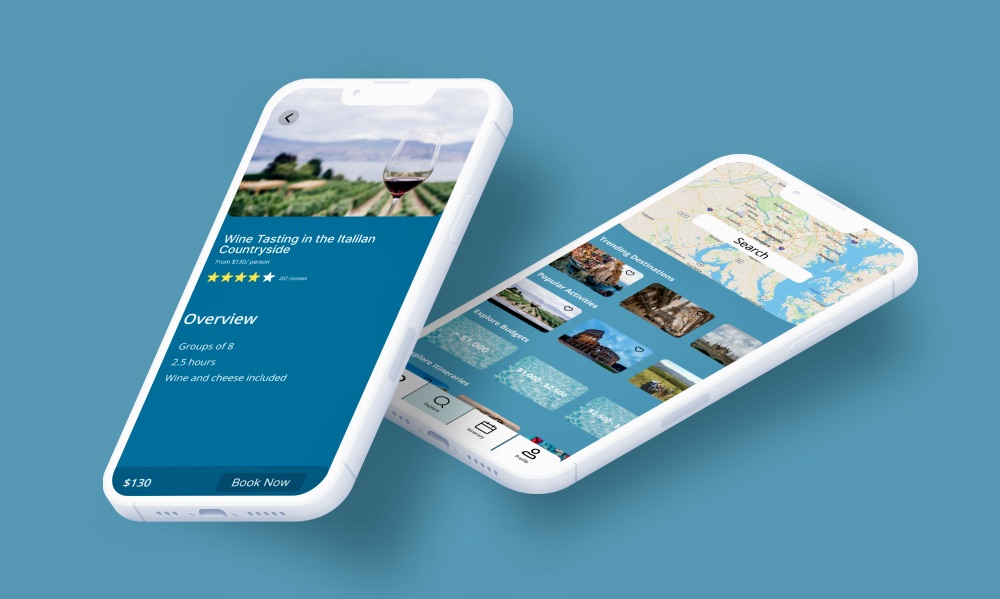 Wine Tasting in the Italilan
Countryside
From $130/ person
207 reviews
Overview
Groups of 8
2.5 hours
Wine and cheese included
$130
Book Now
Search
Trending Destinations
Popular Activities
Explore Budgets
$1,000
$1,000-$2,500
$2,500-$
Explore Itineraries
Explore
Itinerary
Profile